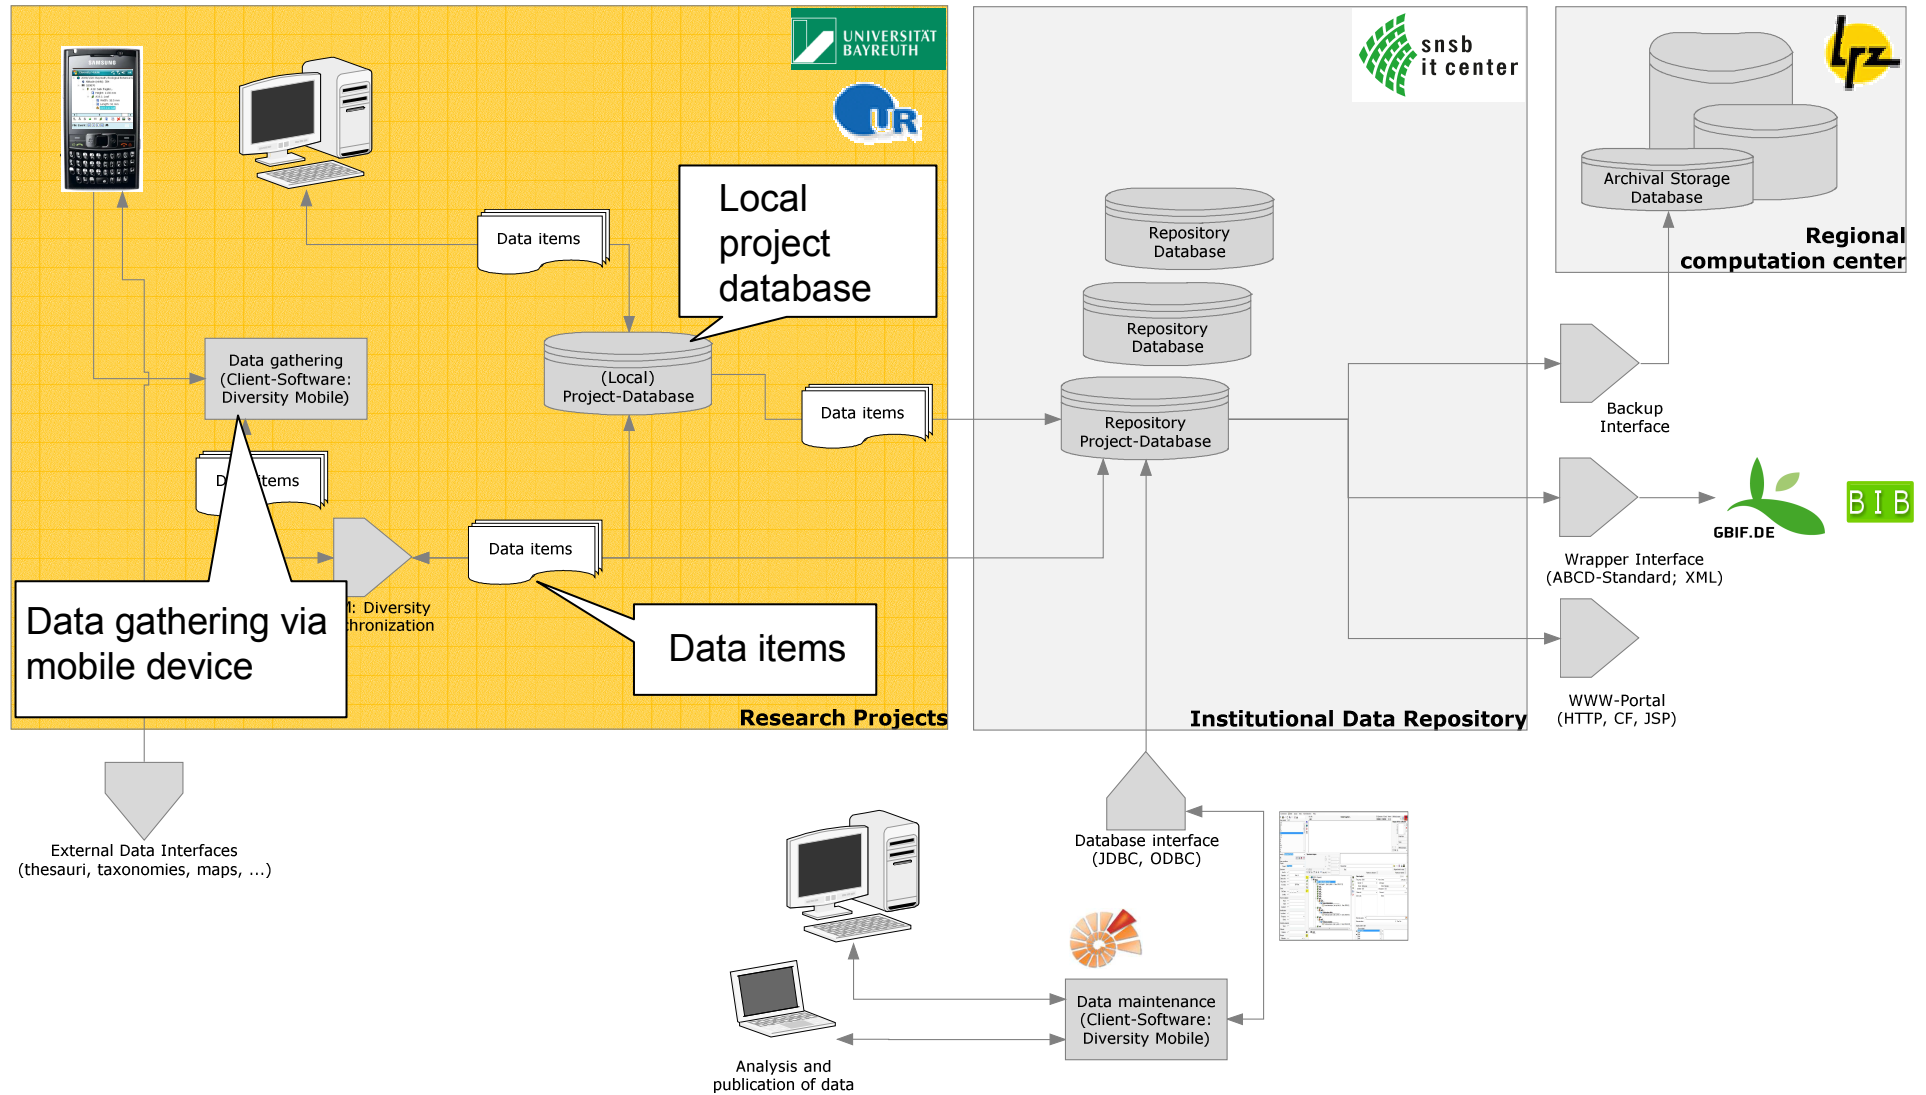 UNIVERSITÄT
BAYREUTH
UR
snsb
it center
lrz
SAMSUNG
Data items
Local
project
database
Repository
Database
Archival Storage
Database
Regional
computation center
Data gathering
(Client-Software:
Diversity Mobile)
(Local)
Project-Database
Data items
Repository
Database
Repository
Project-Database
Backup
Interface
items
Data items
GBIF.DE
BIB
Wrapper Interface
(ABCD-Standard; XML)
Data gathering via
mobile device
M: Diversity
chronization
Data items
Research Projects
Institutional Data Repository
WWW-Portal
(HTTP, CF, JSP)
External Data Interfaces
(thesauri, taxonomies, maps, ...)
Database interface
(JDBC, ODBC)
Data maintenance
(Client-Software:
Diversity Mobile)
Analysis and
publication of data